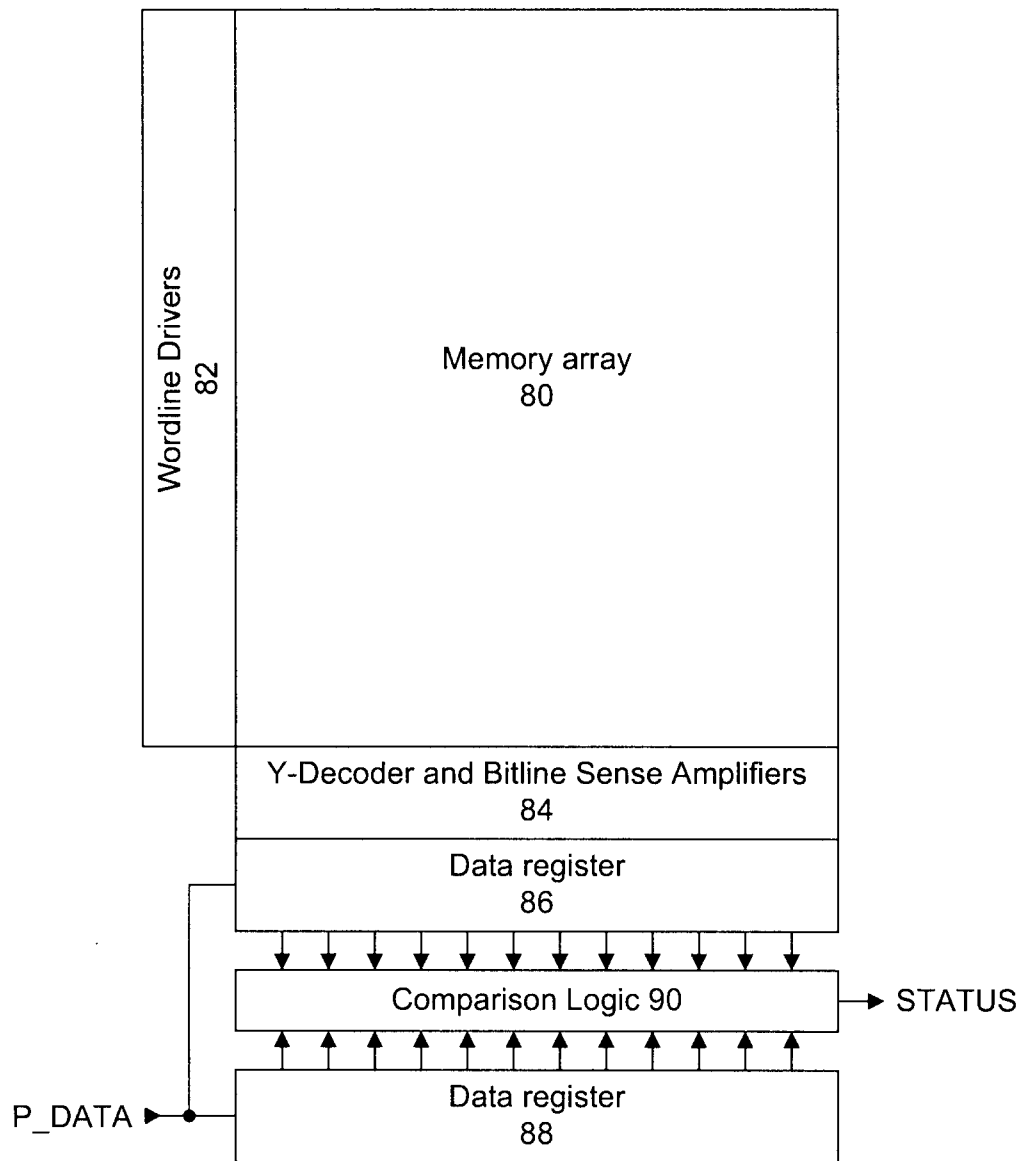 Wordline Drivers
82
Memory array
80
Y-Decoder and Bitline Sense Amplifiers
84
Data register
86
Comparison Logic 90
STATUS
P_DATA
Data register
88